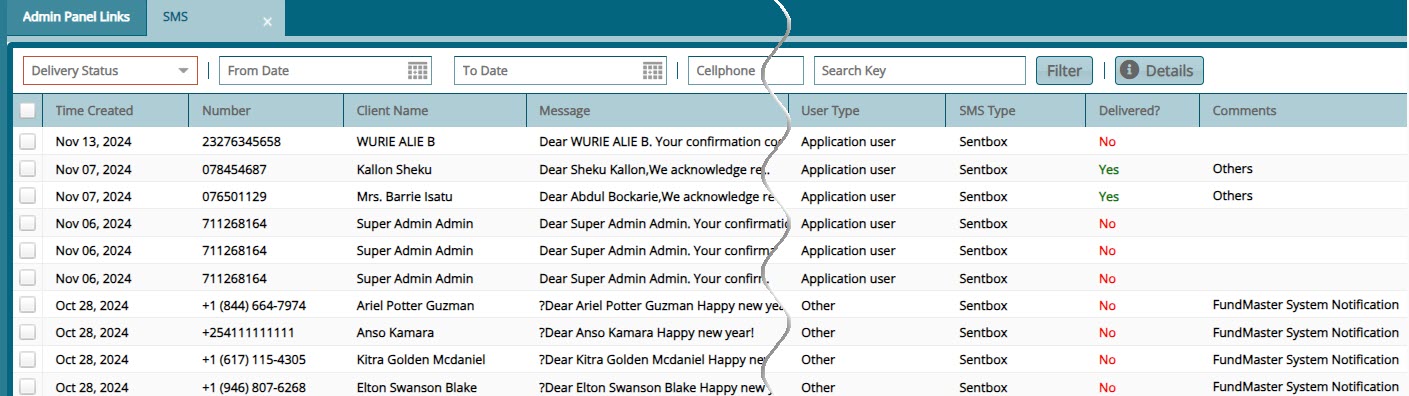 Admin Panel Links SMS ×
Delivery Status From Date To Date Cellphone Search Key Filter Details
Time Created Number Client Name Message User Type SMS Type Delivered? Comments
Nov 13, 2024 23276345658 WURIE ALIE B Dear WURIE ALIE B. Your confirmation co Application user Sentbox No
Nov 07, 2024 078454687 Kallon Sheku Dear Sheku Kallon,We acknowledge re.. Application user Sentbox Yes Others
Nov 07, 2024 076501129 Mrs. Barrie Isatu Dear Abdul Bockarie,We acknowledge re Application user Sentbox Yes Others
Nov 06, 2024 711268164 Super Admin Admin Dear Super Admin Admin. Your confirmatio Application user Sentbox No
Nov 06, 2024 711268164 Super Admin Admin Dear Super Admin Admin. Your confirma Application user Sentbox No
Nov 06, 2024 711268164 Super Admin Admin Dear Super Admin Admin. Your confirm Application user Sentbox No
Oct 28, 2024 +1 (844) 664-7974 Ariel Potter Guzman ?Dear Ariel Potter Guzman Happy new yea Other Sentbox No FundMaster System Notification
Oct 28, 2024 +254111111111 Anso Kamara ?Dear Anso Kamara Happy new year! Other Sentbox No FundMaster System Notification
Oct 28, 2024 +1 (617) 115-4305 Kitra Golden Mcdaniel ?Dear Kitra Golden Mcdaniel Happy new Other Sentbox No FundMaster System Notification
Oct 28, 2024 +1 (946) 807-6268 Elton Swanson Blake ?Dear Elton Swanson Blake Happy new y Other Sentbox No FundMaster System Notification